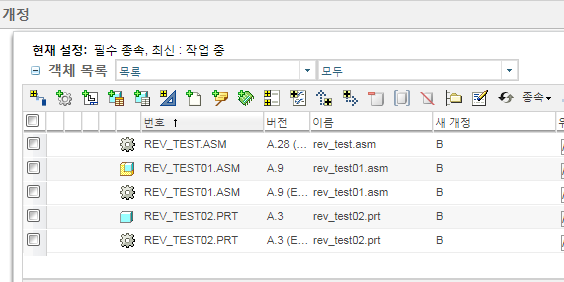 개정
현재 설정: 필수 종속, 최신 : 작업 중
객체 목록 목록 모두
종속
번호 ↑ 버전 이름 새 개정
REV_TEST.ASM A.28 (... rev_test.asm B
REV_TEST01.ASM A.9 rev_test01.asm B
REV_TEST01.ASM A.9 (E... rev_test01.asm B
REV_TEST02.PRT A.3 rev_test02.prt B
REV_TEST02.PRT A.3 (E... rev_test02.prt B